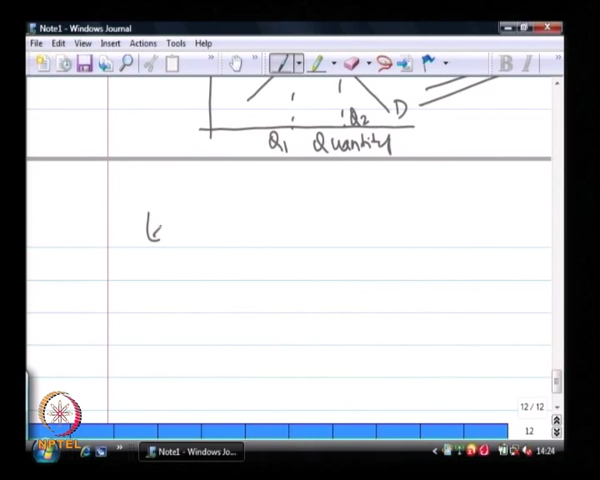 Note1 - Windows Journal
File Edit View Insert Actions Tools Help
B I
D
Q2
Q1 Quantity
12 / 12
12
NPTEL
Note1 - Windows Jo...
14:24